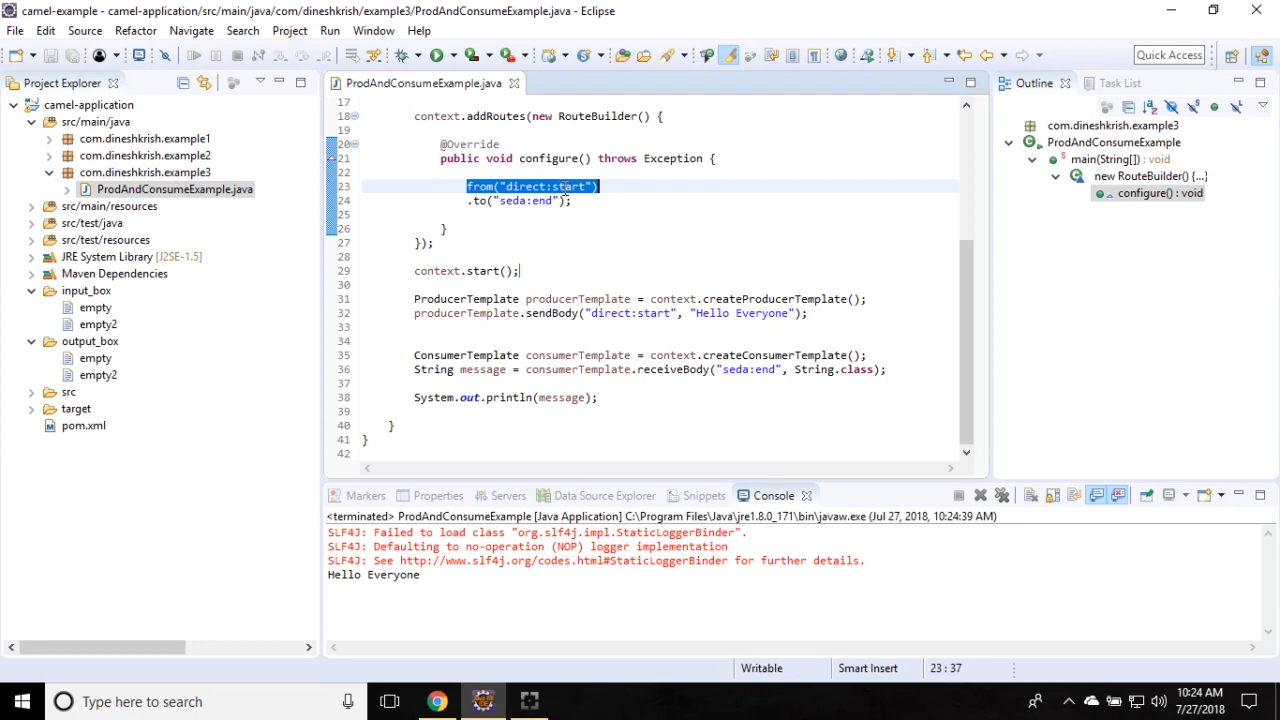 camel-example - camel-application/src/main/java/com/dineshkrish/example3/ProdAndConsumeExample.java - Eclipse
File Edit Source Refactor Navigate Search Project Run Window Help
Quick Access
Project Explorer
camel-application
src/main/java
com.dineshkrish.example1
com.dineshkrish.example2
com.dineshkrish.example3
ProdAndConsumeExample.java
src/main/resources
src/test/java
src/test/resources
JRE System Library [J2SE-1.5]
Maven Dependencies
input_box
empty
empty2
output_box
empty
empty2
src
target
pom.xml
ProdAndConsumeExample.java
17
18 context.addRoutes(new RouteBuilder() {
19
20 @Override
21 public void configure() throws Exception {
22
23 from("direct:start")
24 .to("seda:end");
25
26 }
27 });
28
29 context.start();
30
31 ProducerTemplate producerTemplate = context.createProducerTemplate();
32 producerTemplate.sendBody("direct:start", "Hello Everyone");
33
34
35 ConsumerTemplate consumerTemplate = context.createConsumerTemplate();
36 String message = consumerTemplate.receiveBody("seda:end", String.class);
37
38 System.out.println(message);
39
40 }
41 }
42
Outline Task List
com.dineshkrish.example3
ProdAndConsumeExample
main(String[]) : void
new RouteBuilder() {...}
configure() : void
Markers Properties Servers Data Source Explorer Snippets Console
<terminated> ProdAndConsumeExample [Java Application] C:\Program Files\Java\jre1.8.0_171\bin\javaw.exe (Jul 27, 2018, 10:24:39 AM)
SLF4J: Failed to load class "org.slf4j.impl.StaticLoggerBinder".
SLF4J: Defaulting to no-operation (NOP) logger implementation
SLF4J: See http://www.slf4j.org/codes.html#StaticLoggerBinder for further details.
Hello Everyone
Writable Smart Insert 23 : 37
Type here to search
10:24 AM
7/27/2018